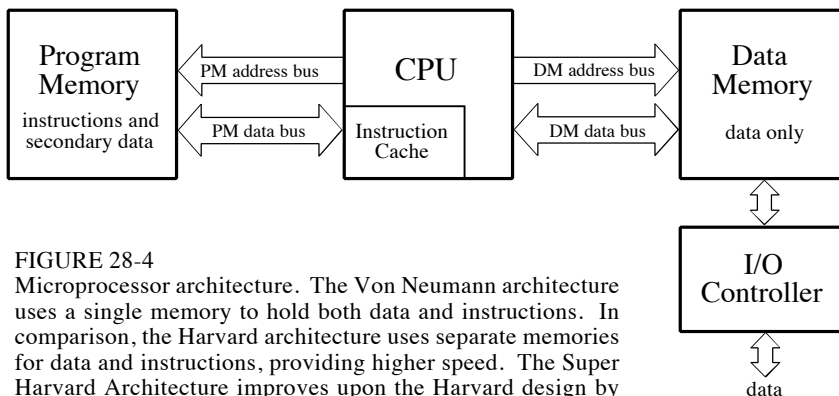 Program
Memory
instructions and
secondary data
PM address bus
PM data bus
CPU
Instruction
Cache
DM address bus
DM data bus
Data
Memory
data only
I/O
Controller
data
FIGURE 28-4
Microprocessor architecture. The Von Neumann architecture
uses a single memory to hold both data and instructions. In
comparison, the Harvard architecture uses separate memories
for data and instructions, providing higher speed. The Super
Harvard Architecture improves upon the Harvard design by